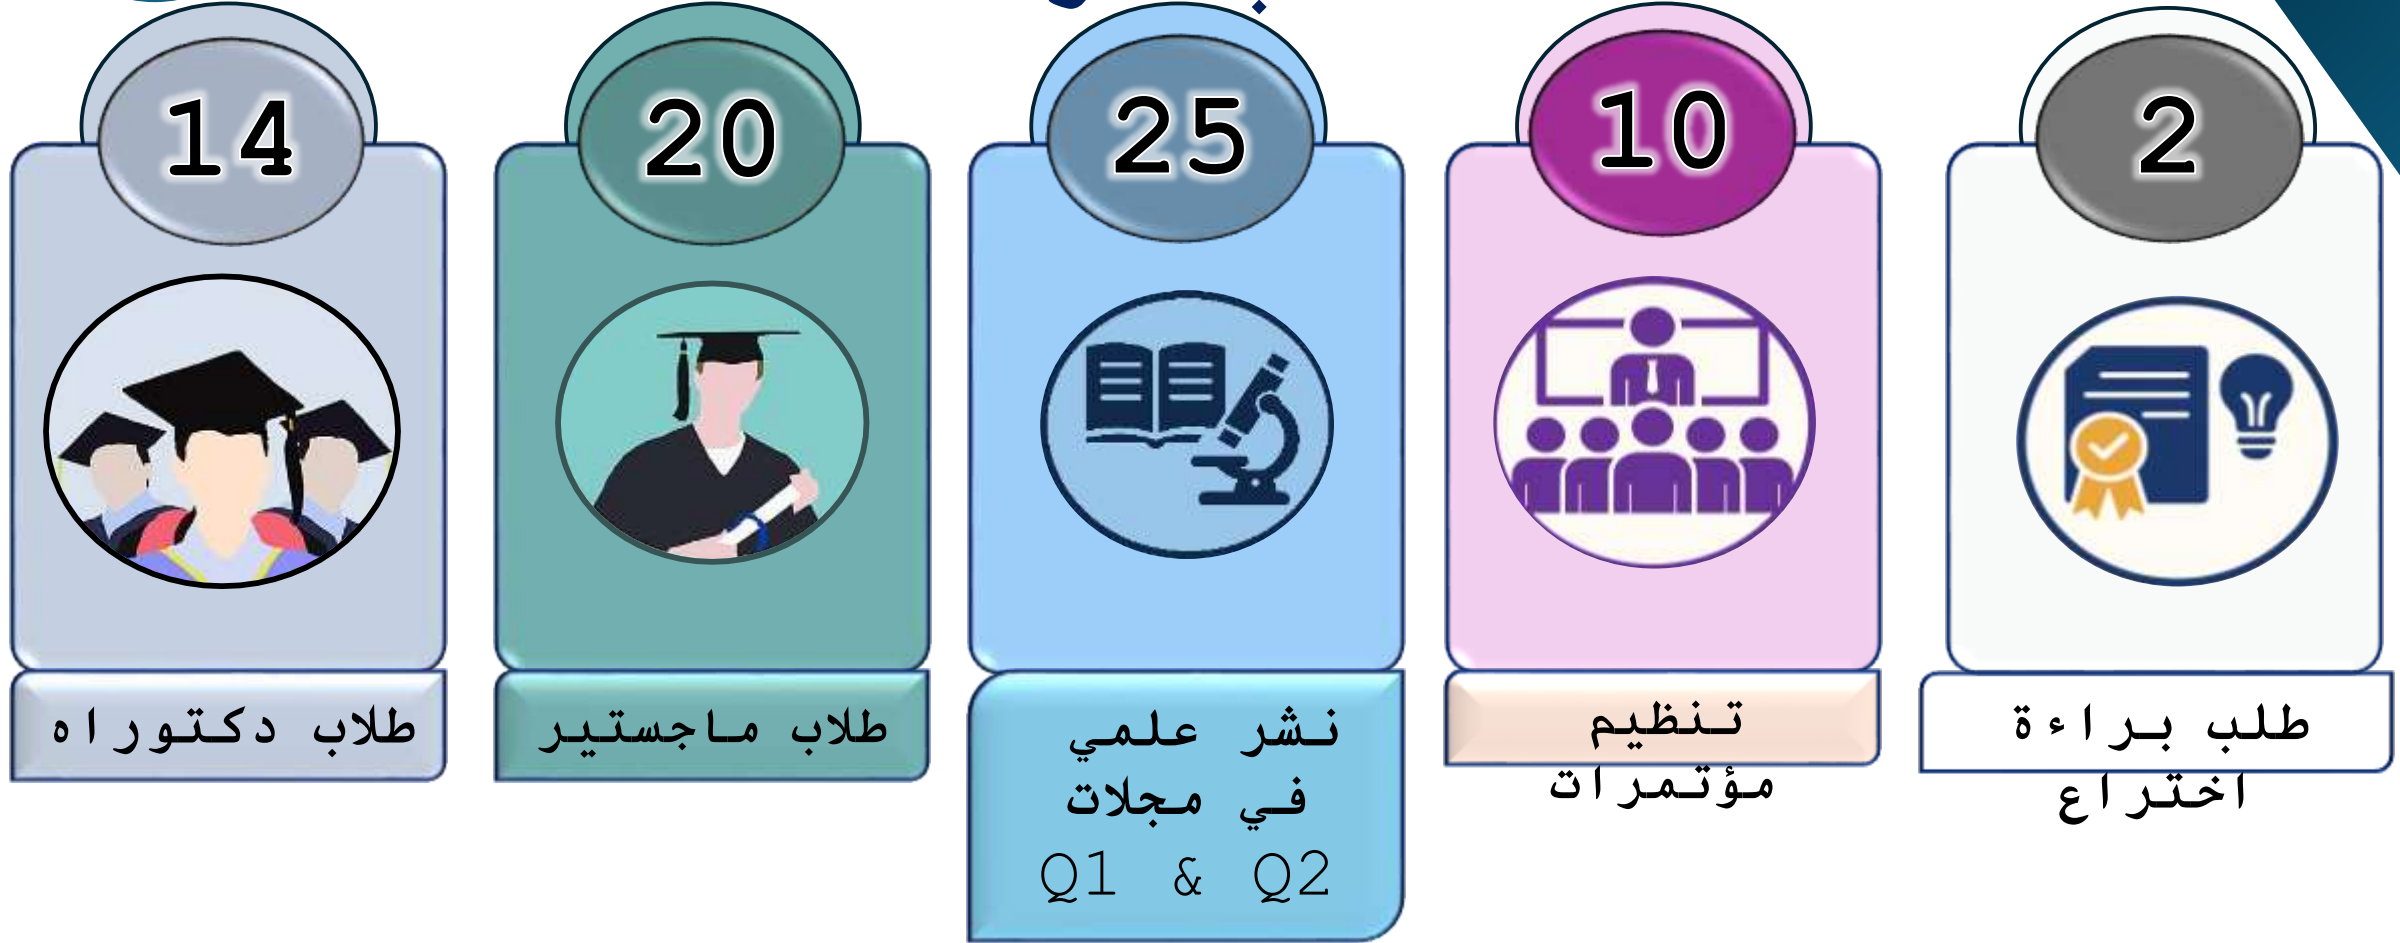 2
طلب براءة
اختراع
10
تنظيم
مؤتمرات
25
نشر علمي
في مجلات
Q1 & Q2
20
طلاب ماجستير
14
طلاب دكتوراه